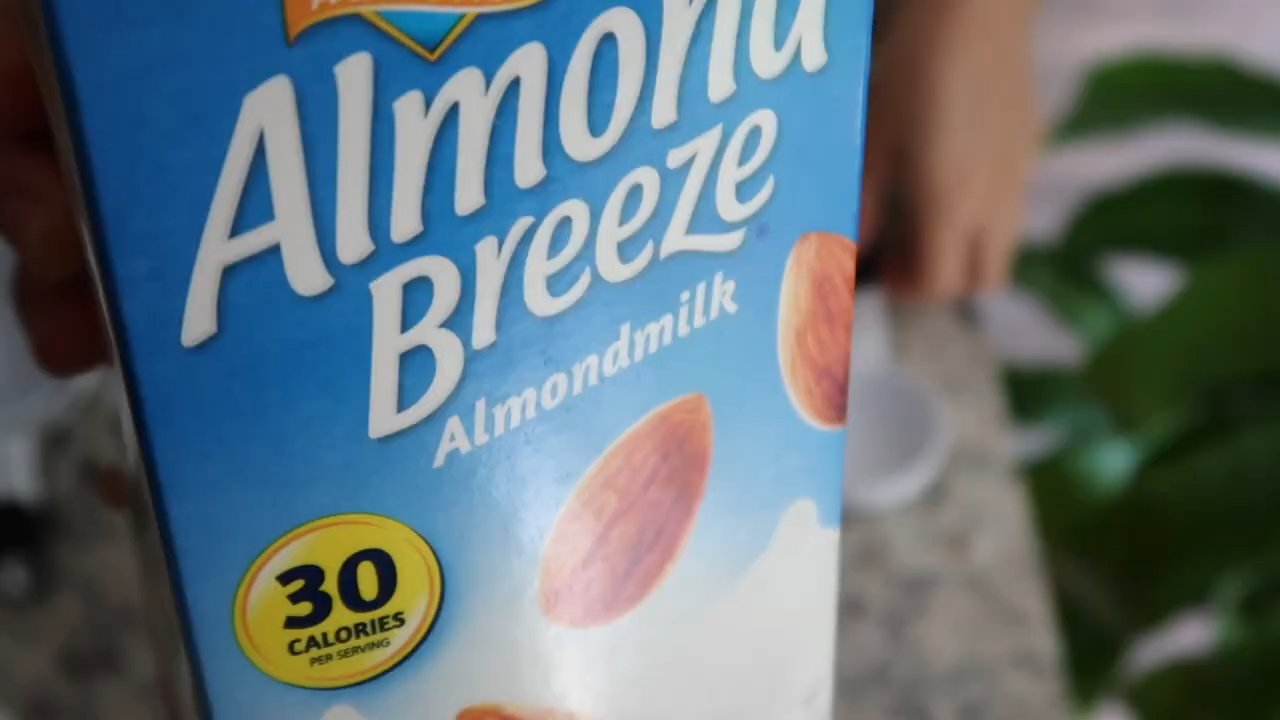 Almond
Breeze
Almondmilk
30
CALORIES
PER SERVING